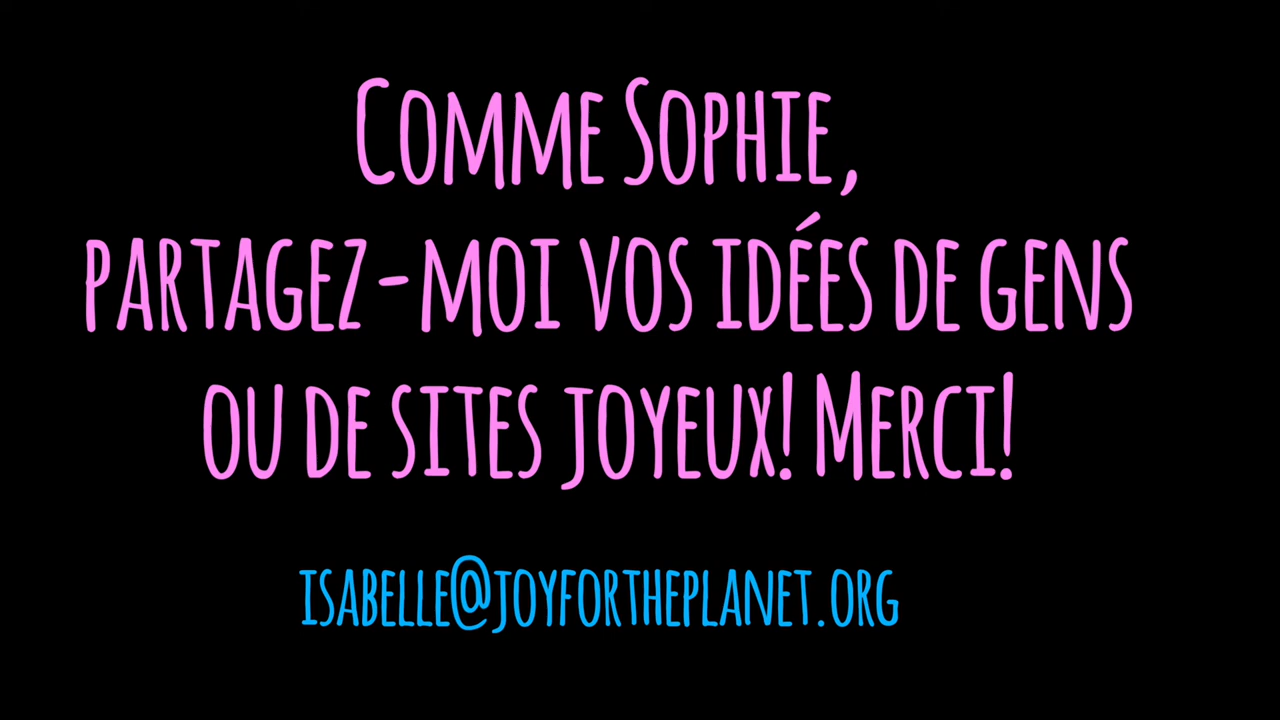 Comme Sophie,
partagez-moi vos idées de gens
ou de sites joyeux! Merci!
isabelle@joyfortheplanet.org